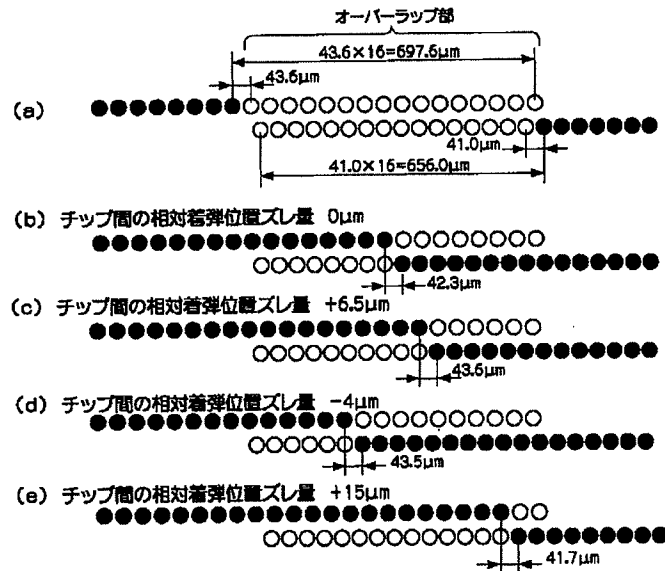 オーバーラップ部
43.6×16=697.6μm
43.6μm
(a)
41.0μm
41.0×16=656.0μm
(b) チップ間の相対着弾位置ズレ量 0μm
42.3μm
(c) チップ間の相対着弾位置ズレ量 +6.5μm
43.6μm
(d) チップ間の相対着弾位置ズレ量 -4μm
43.5μm
(e) チップ間の相対着弾位置ズレ量 +15μm
41.7μm